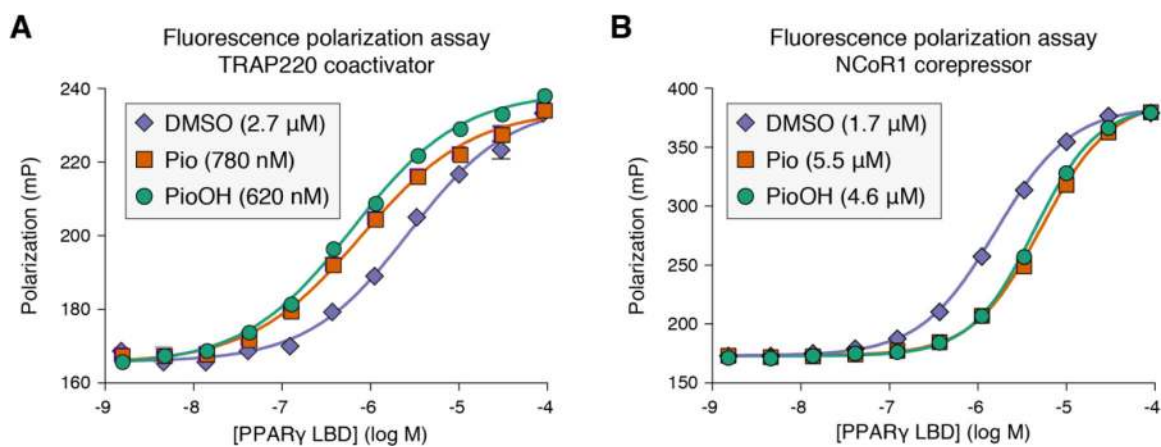 A
Fluorescence polarization assay
TRAP220 coactivator
240
220
200
180
160
Polarization (mP)
DMSO (2.7 μM)
Pio (780 nM)
PioOH (620 nM)
-9
-8
-7
-6
-5
-4
[PPARγ LBD] (log M)
B
Fluorescence polarization assay
NCoR1 corepressor
400
350
300
250
200
150
Polarization (mP)
DMSO (1.7 μM)
Pio (5.5 μM)
PioOH (4.6 μM)
-9
-8
-7
-6
-5
-4
[PPARγ LBD] (log M)